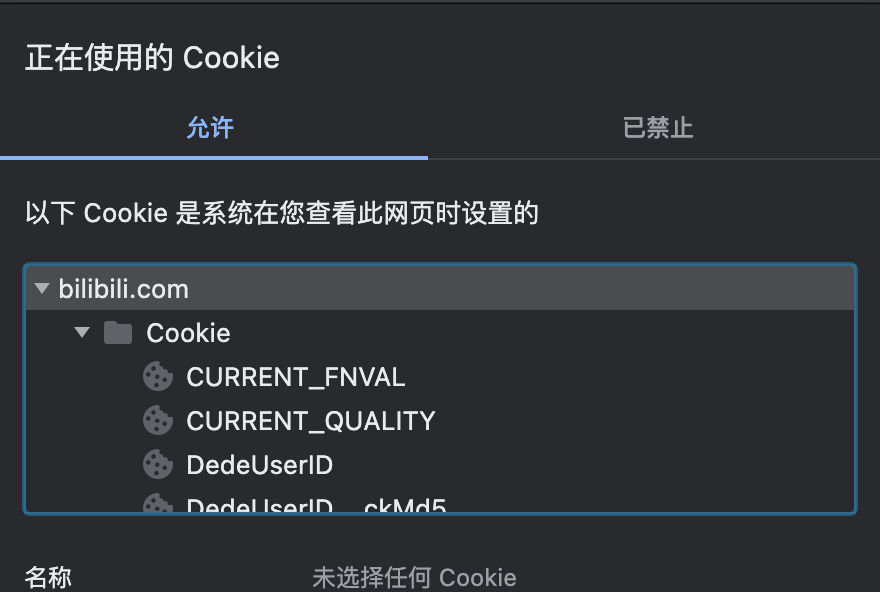 正在使用的 Cookie
允许 已禁止
以下 Cookie 是系统在您查看此网页时设置的
bilibili.com
Cookie
CURRENT_FNVAL
CURRENT_QUALITY
DedeUserID
DedeUserID__ckMd5
名称 未选择任何 Cookie